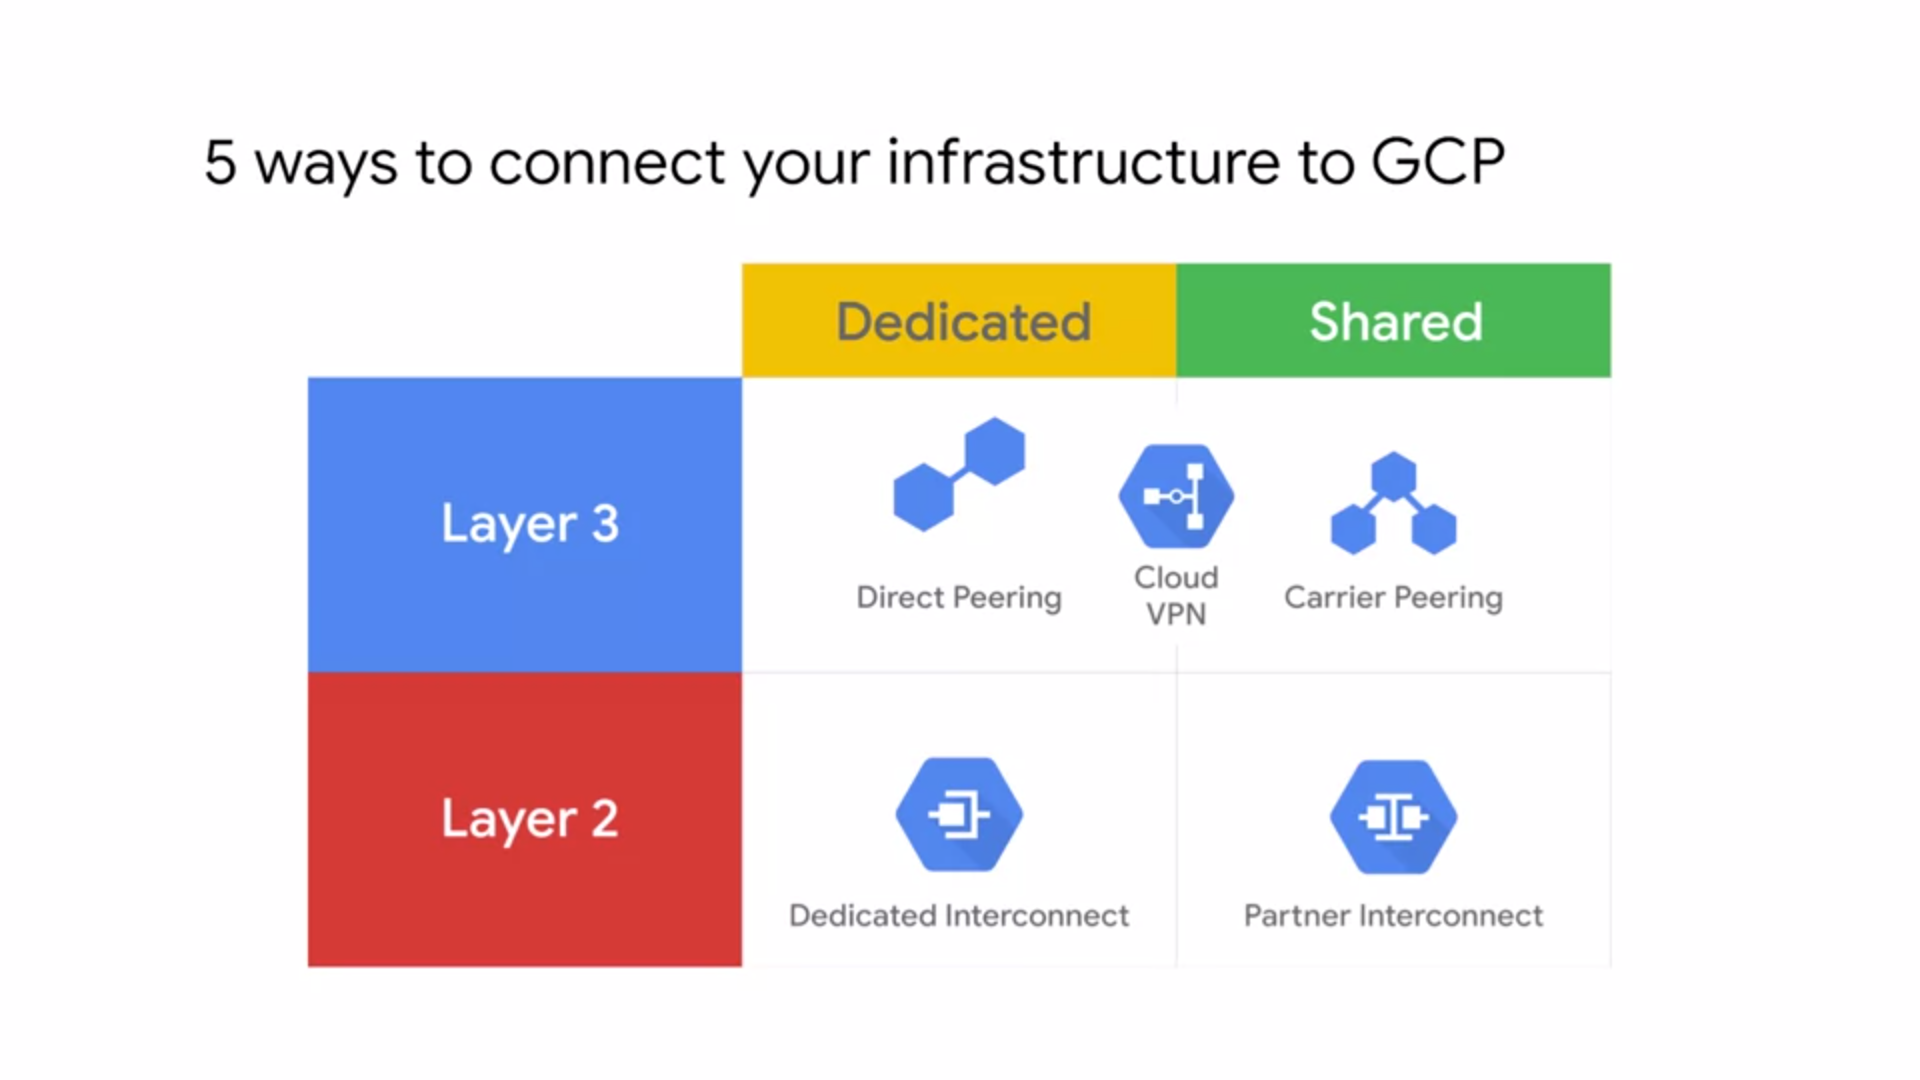 5 ways to connect your infrastructure to GCP
Dedicated
Shared
Layer 3
Direct Peering
Cloud
VPN
Carrier Peering
Layer 2
Dedicated Interconnect
Partner Interconnect